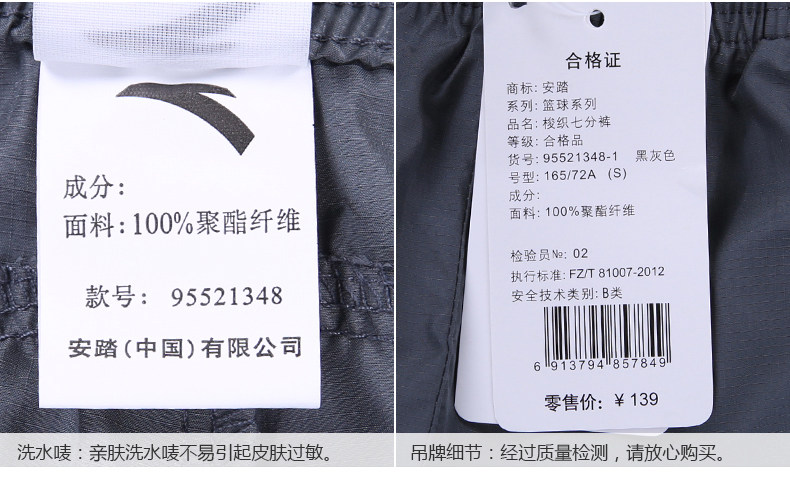 成分:
面料:100%聚酯纤维
款号: 95521348
安踏(中国)有限公司
洗水唛：亲肤洗水唛不易引起皮肤过敏。
合格证
商标: 安踏
系列: 篮球系列
品名: 梭织七分裤
等级: 合格品
货号: 95521348-1 黑灰色
号型: 165/72A (S)
成分:
面料: 100%聚酯纤维
检验员№: 02
执行标准: FZ/T 81007-2012
安全技术类别: B类
6 913794 857849
零售价: ¥ 139
吊牌细节：经过质量检测，请放心购买。